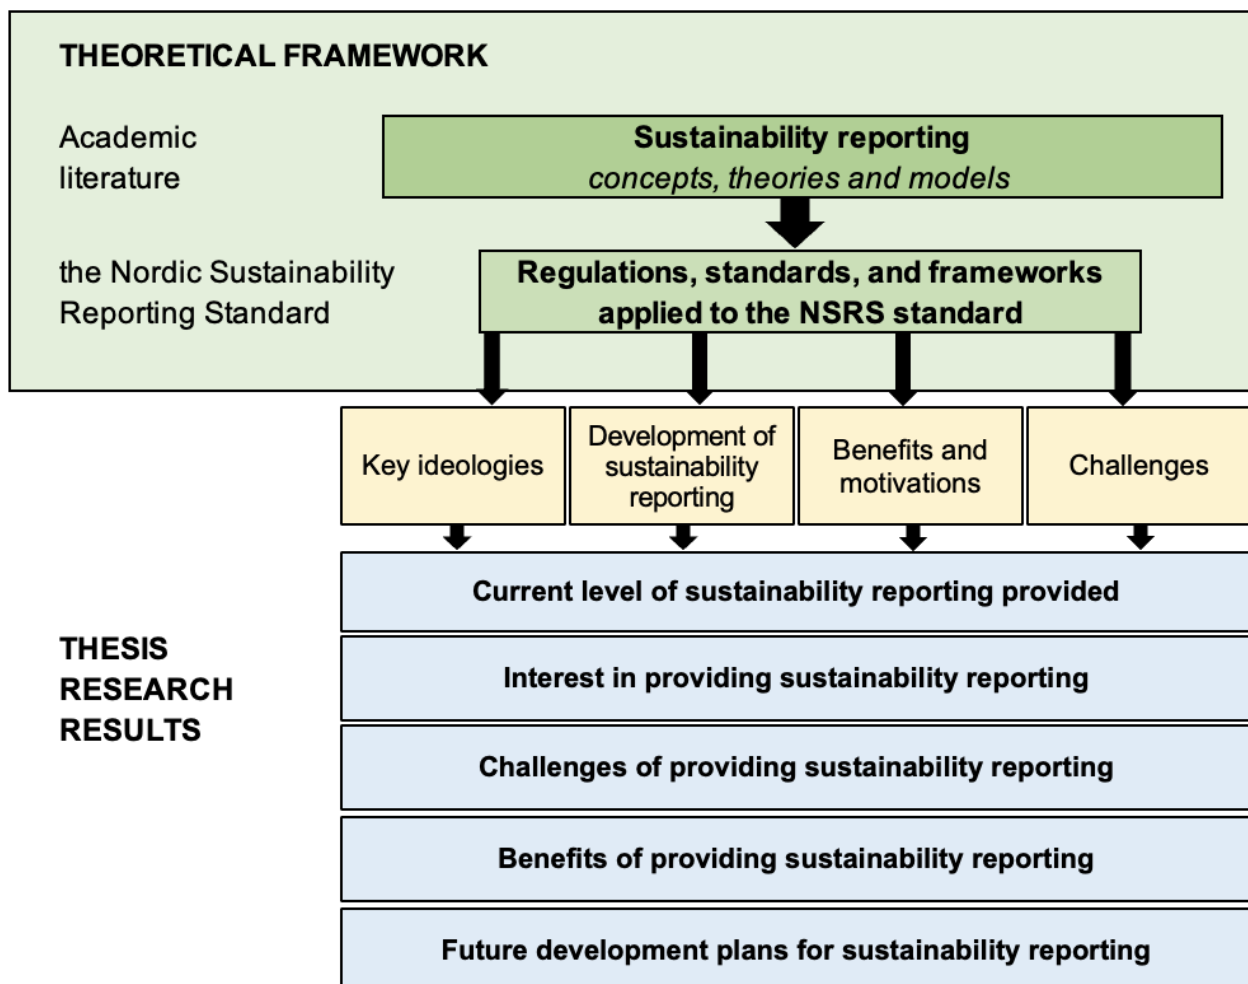 THEORETICAL FRAMEWORK
Academic
literature
Sustainability reporting
concepts, theories and models
the Nordic Sustainability
Reporting Standard
Regulations, standards, and frameworks
applied to the NSRS standard
Key ideologies
Development of
sustainability
reporting
Benefits and
motivations
Challenges
THESIS
RESEARCH
RESULTS
Current level of sustainability reporting provided
Interest in providing sustainability reporting
Challenges of providing sustainability reporting
Benefits of providing sustainability reporting
Future development plans for sustainability reporting